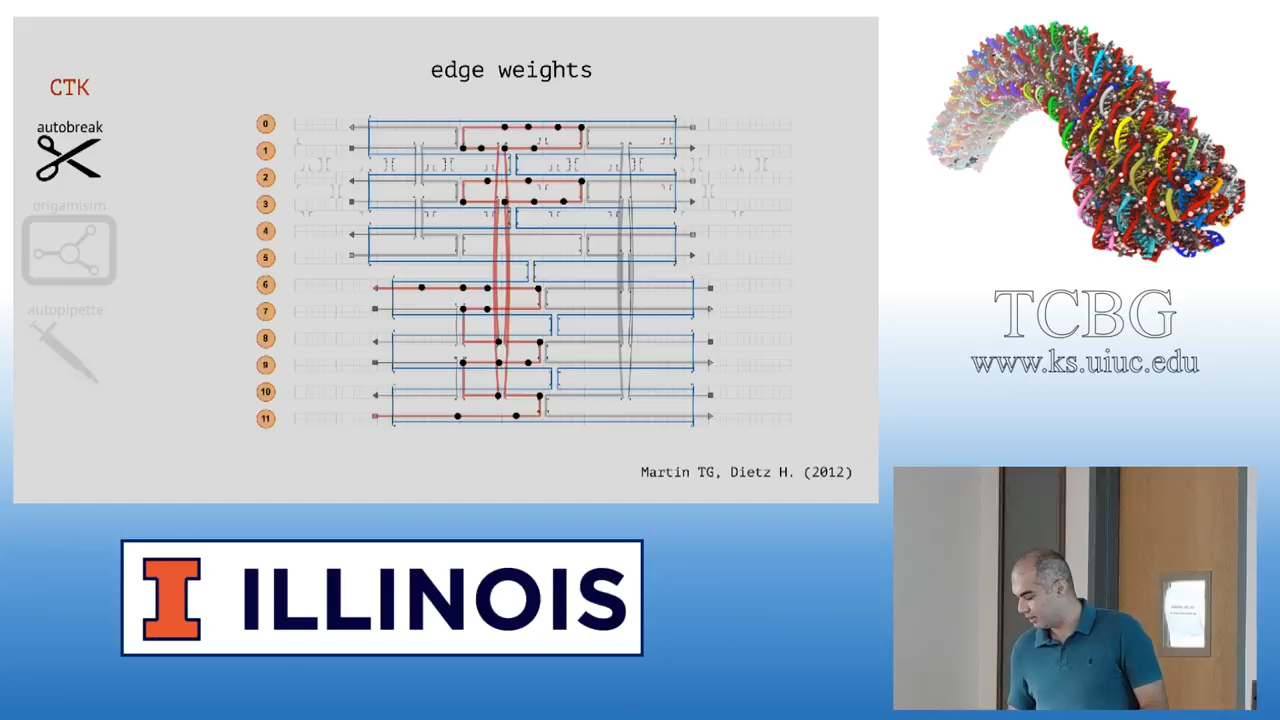 edge weights
CTK
autobreak
origamisim
autopipette
0
1
2
3
4
5
6
7
8
9
10
11
Martin TG, Dietz H. (2012)
TCBG
www.ks.uiuc.edu
I ILLINOIS